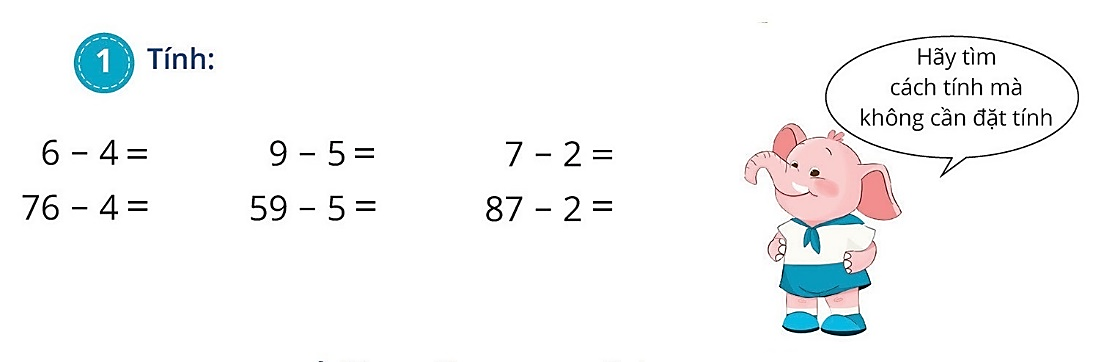 1 Tính:
Hãy tìm
cách tính mà
không cần đặt tính
6 – 4 = 9 – 5 = 7 – 2 =
76 – 4 = 59 – 5 = 87 – 2 =